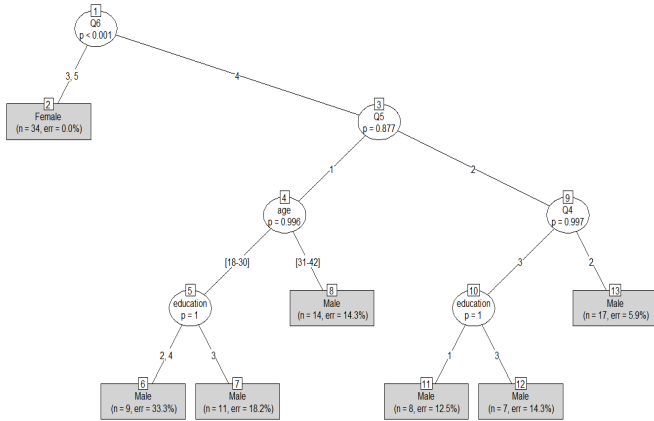 1
Q6
p < 0.001
3, 5
4
2
Female
(n = 34, err = 0.0%)
3
Q5
p = 0.877
1
2
4
age
p = 0.996
9
Q4
p = 0.997
[18-30]
[31-42]
3
2
5
education
p = 1
8
Male
(n = 14, err = 14.3%)
10
education
p = 1
13
Male
(n = 17, err = 5.9%)
2, 4
3
1
3
6
Male
(n = 9, err = 33.3%)
7
Male
(n = 11, err = 18.2%)
11
Male
(n = 8, err = 12.5%)
12
Male
(n = 7, err = 14.3%)